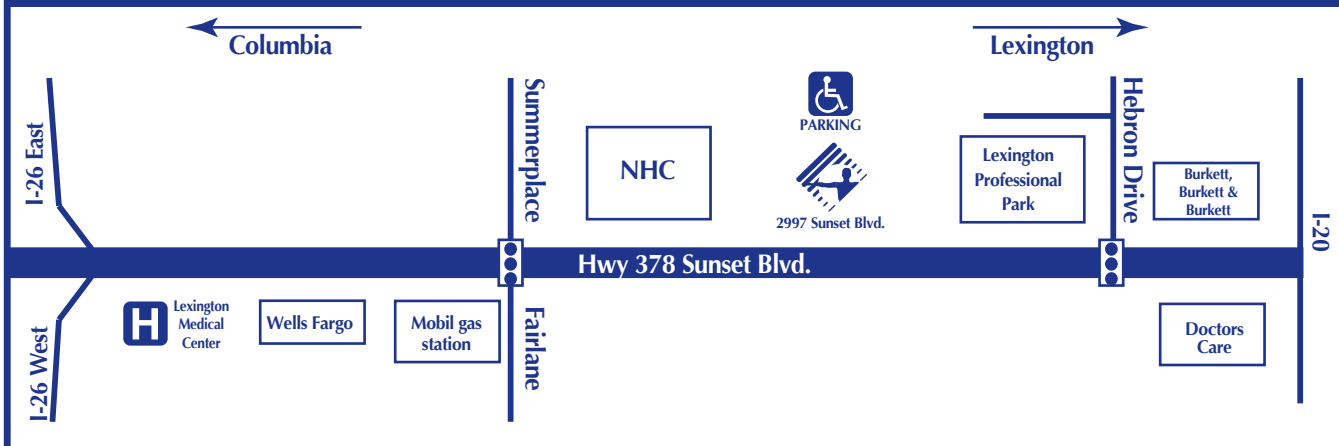 Columbia
Lexington
I-26 East
Summerplace
NHC
PARKING
2997 Sunset Blvd.
Lexington
Professional
Park
Hebron Drive
Burkett,
Burkett &
Burkett
I-20
Hwy 378 Sunset Blvd.
I-26 West
H
Lexington
Medical
Center
Wells Fargo
Mobil gas
station
Fairlane
Doctors
Care